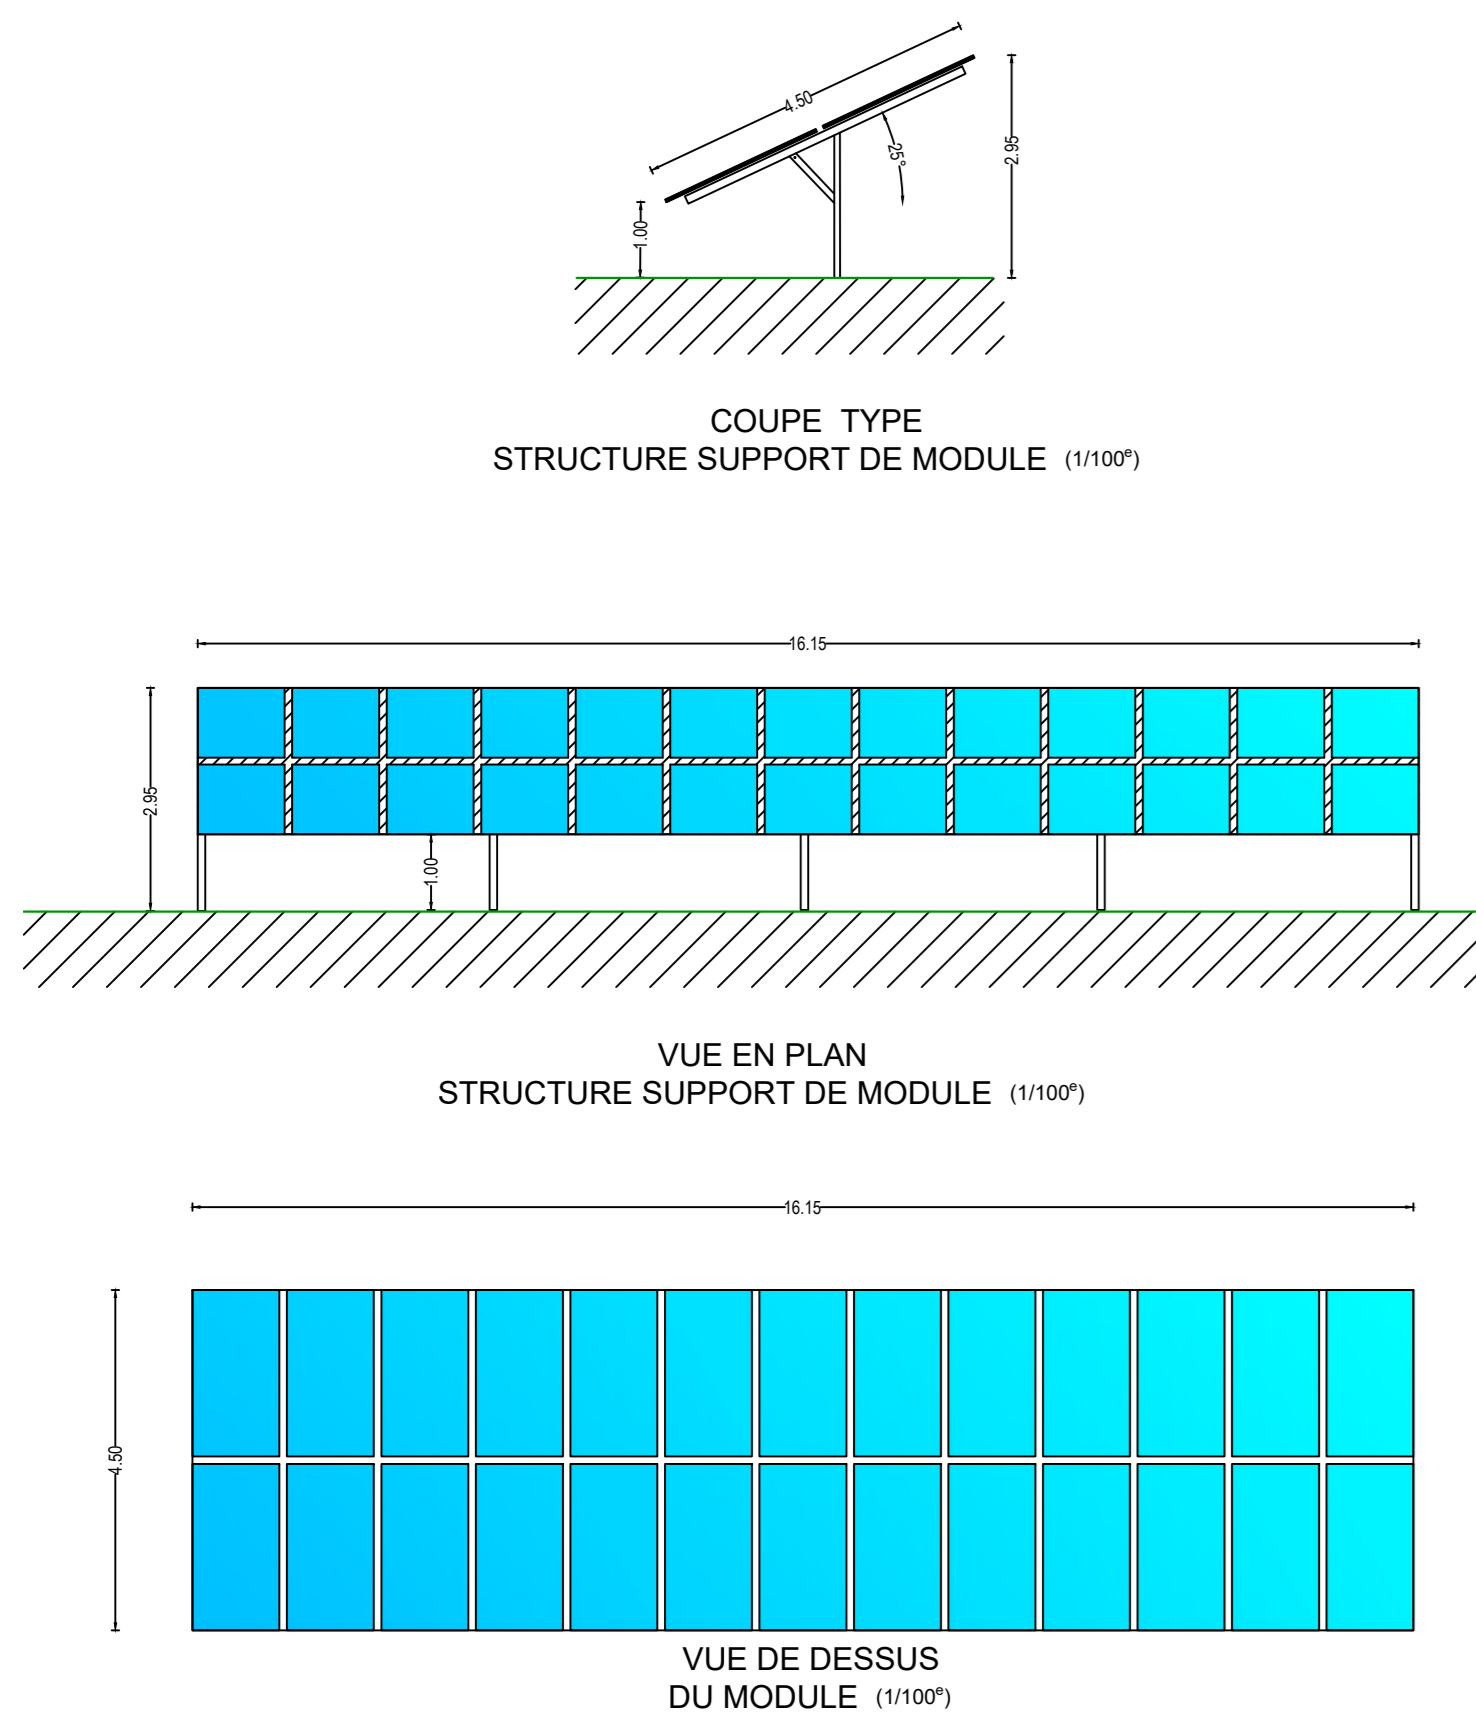 4.50
25°
2.95
1.00
COUPE TYPE
STRUCTURE SUPPORT DE MODULE (1/100e)
16.15
2.95
1.00
VUE EN PLAN
STRUCTURE SUPPORT DE MODULE (1/100e)
16.15
4.50
VUE DE DESSUS
DU MODULE (1/100e)